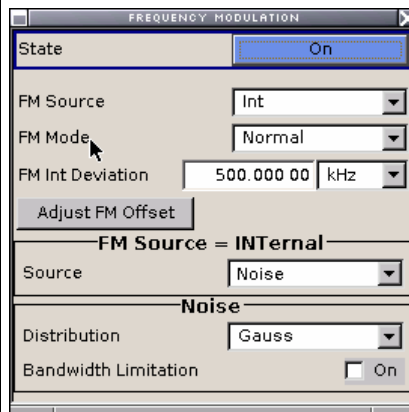 FREQUENCY MODULATION
State On
FM Source Int
FM Mode Normal
FM Int Deviation 500.000 00 kHz
Adjust FM Offset
FM Source = INTernal
Source Noise
Noise
Distribution Gauss
Bandwidth Limitation On